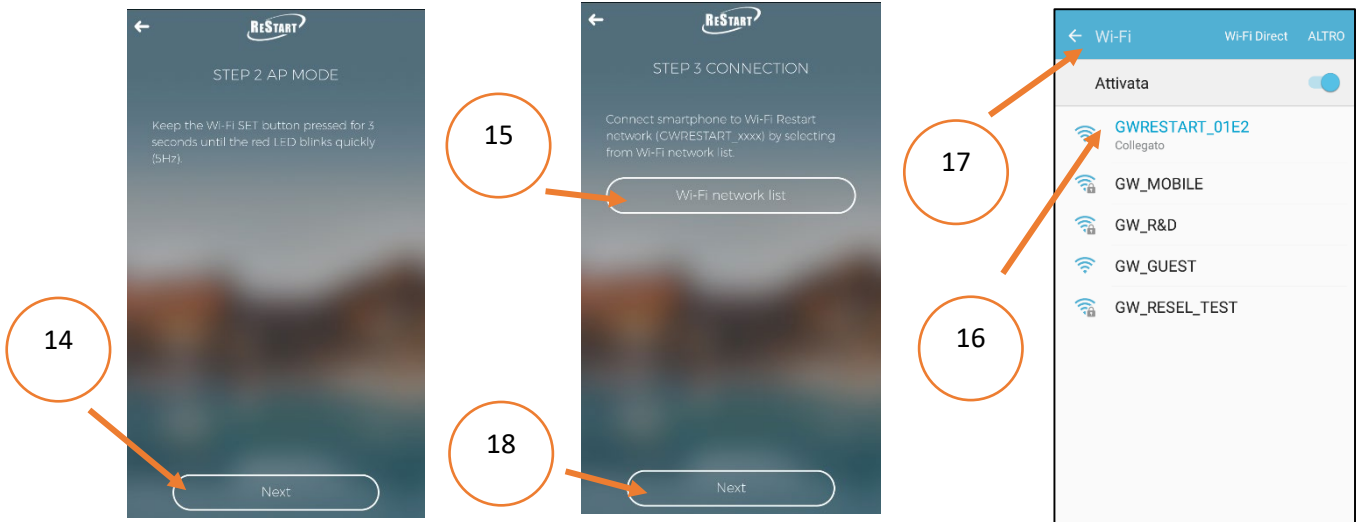 RESTART
STEP 2 AP MODE
Keep the Wi-Fi SET button pressed for 3
seconds until the red LED blinks quickly
(5Hz).
14
Next
RESTART
STEP 3 CONNECTION
15
Connect smartphone to Wi-Fi Restart
network (GWRESTART_xxxx) by selecting
from Wi-Fi network list.
Wi-Fi network list
18
Next
17
16
Wi-Fi Wi-Fi Direct ALTRO
Attivata
GWRESTART_01E2
Collegato
GW_MOBILE
GW_R&D
GW_GUEST
GW_RESEL_TEST